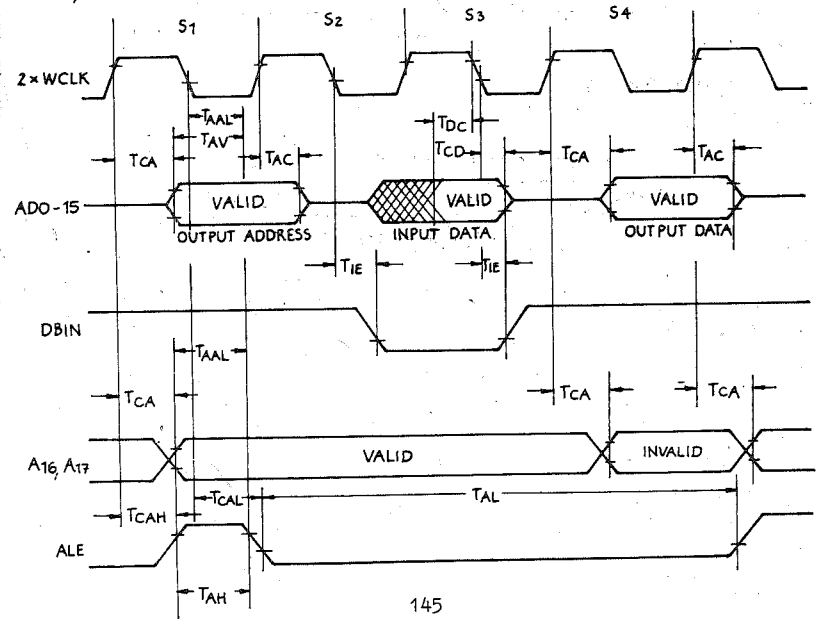 S1 S2 S3 S4
2×WCLK
TAAL TDC
TAV TCD
TCA TAC TCA TAC
AD0-15 VALID VALID VALID
OUTPUT ADDRESS INPUT DATA OUTPUT DATA
TIE TIE
DBIN
TAAL
TCA TCA TCA
A16, A17 VALID INVALID
TCAL TAL
TCAH
ALE
TAH
145